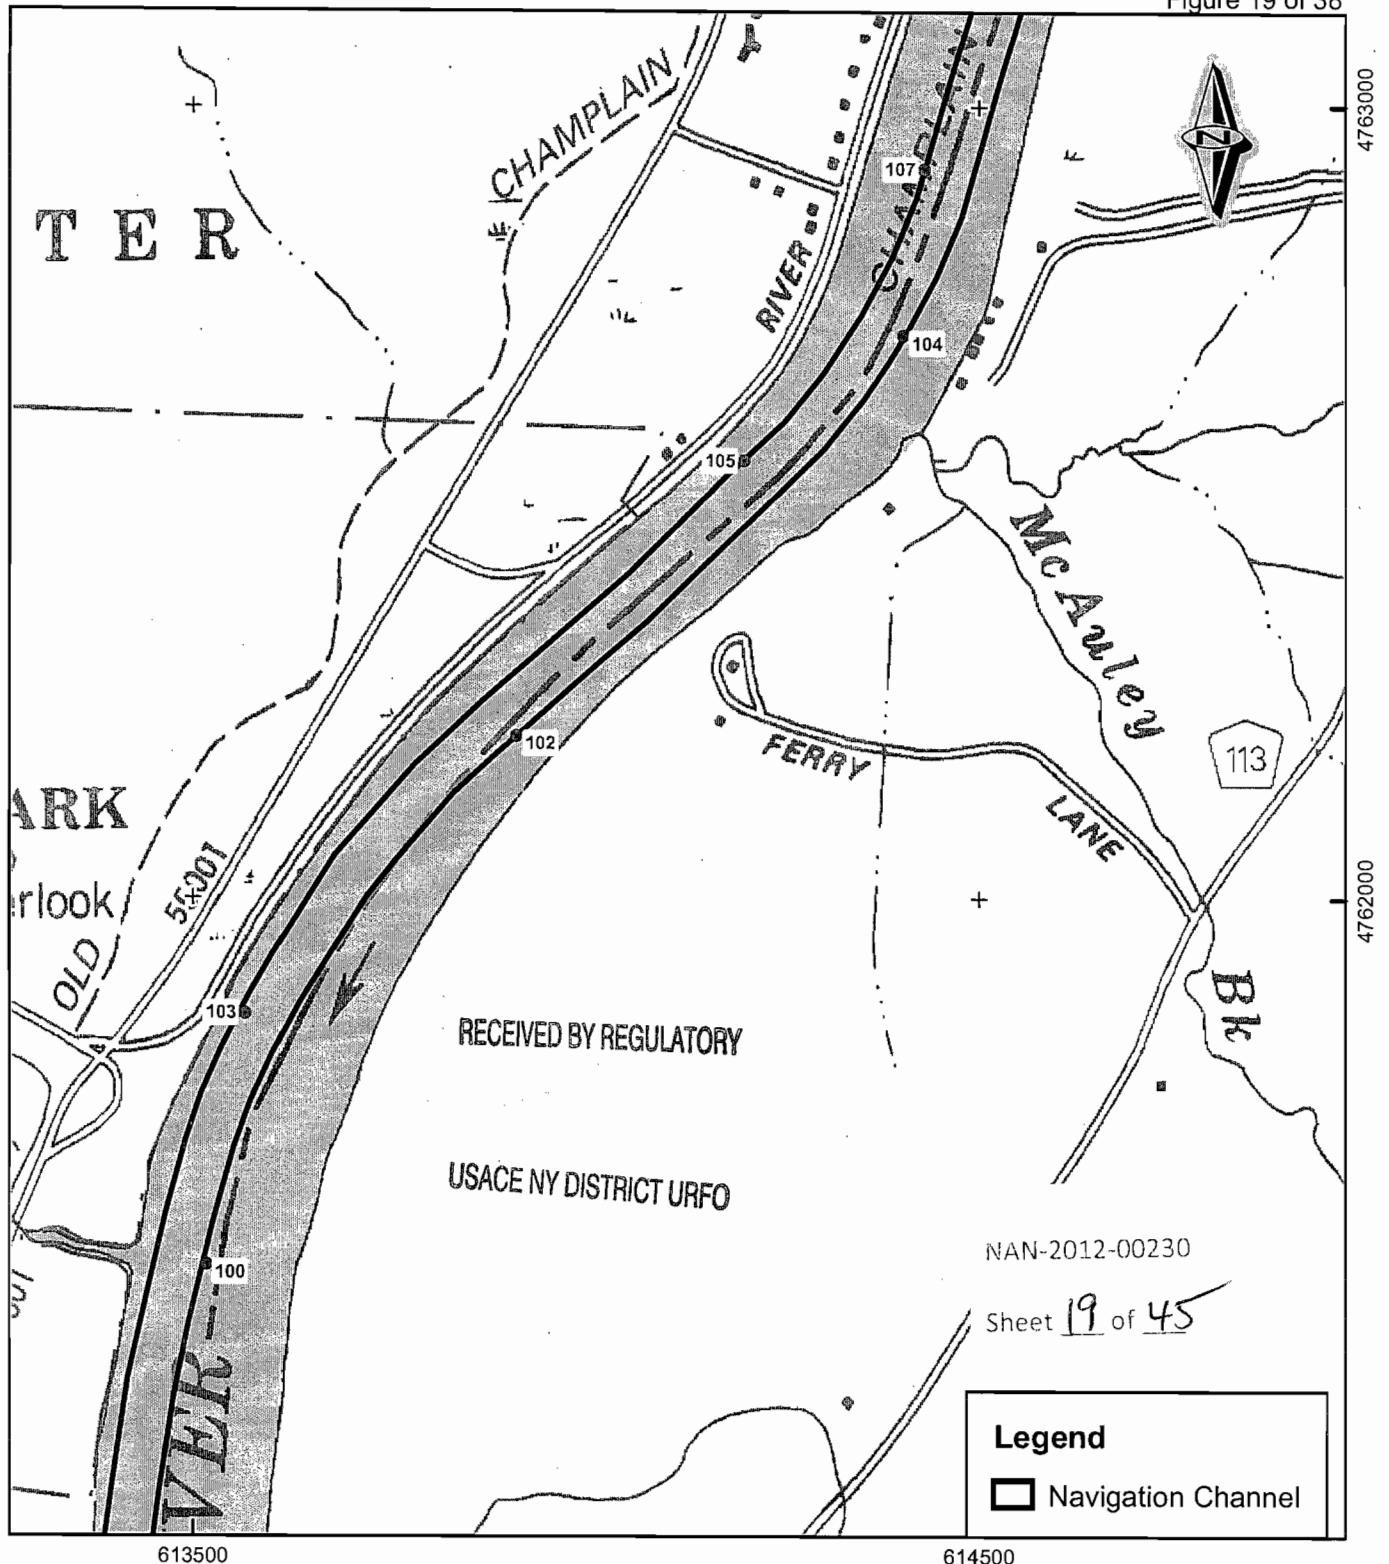 Figure 19 of 38
4763000
CHAMPLAIN
CHAMPLAIN
N
107
T E R
RIVER
104
105
McAuley
102
FERRY
113
LANE
ARK
rlook
OLD
4762000
103
Bk
RECEIVED BY REGULATORY
USACE NY DISTRICT URFO
NAN-2012-00230
100
Sheet 19 of 45
VER
Legend
Navigation Channel
613500
614500